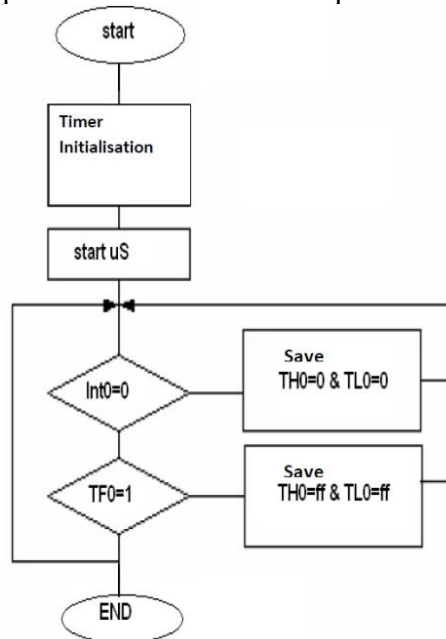 start
Timer
Initialisation
start uS
Int0=0
Save
TH0=0 & TL0=0
TF0=1
Save
TH0=ff & TL0=ff
END